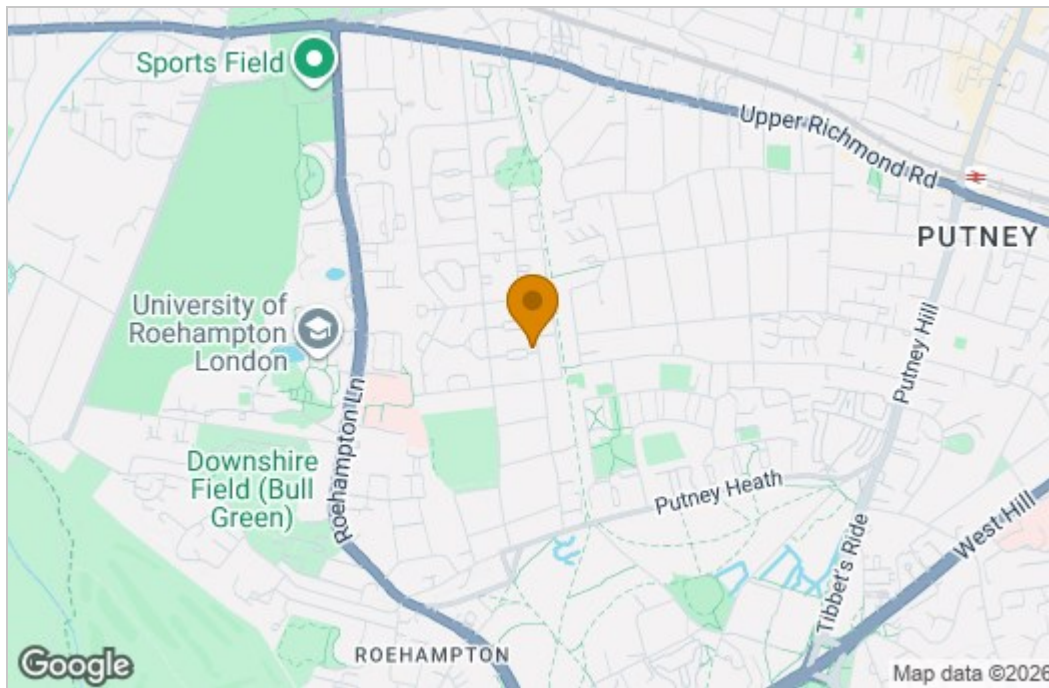 Sports Field
Upper Richmond Rd
PUTNEY
University of
Roehampton
London
Putney Hill
Roehampton Ln
Downshire
Field (Bull
Green)
Putney Heath
West Hill
Tibbet's Ride
ROEHAMPTON
Google
Map data ©2026